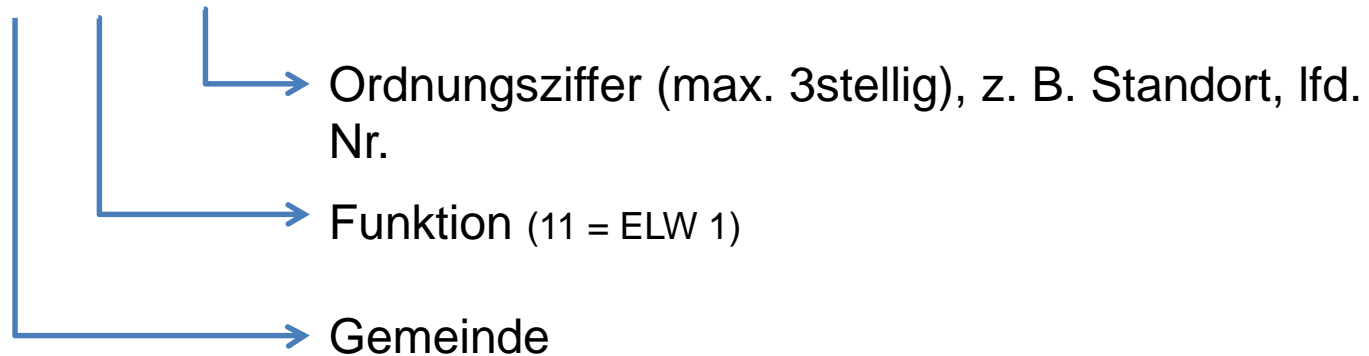 Ordnungsziffer (max. 3stellig), z. B. Standort, lfd.
Nr.
Funktion (11 = ELW 1)
Gemeinde